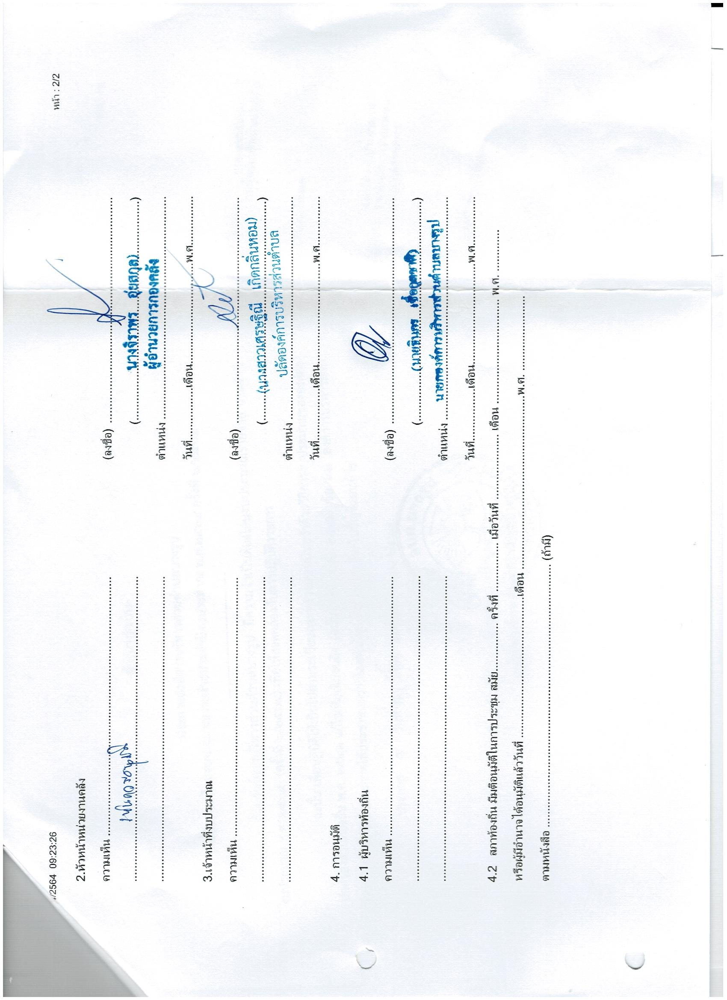 /2564 09:23:26
หน้า : 2/2
2.หัวหน้าหน่วยงานคลัง
ความเห็น ........................................
เห็นควรอนุมัติ
(ลงชื่อ) ........................................
(........นางจิราพร อุ่ยสกุล)............)
ผู้อำนวยการกองคลัง
ตำแหน่ง ........................................
วันที่..............เดือน..............................พ.ศ...............
3.เจ้าหน้าที่งบประมาณ
ความเห็น ........................................
(ลงชื่อ) ........................................
(........(นางสาวเศรษฐิณี เกิดกลิ่นหอม)......)
ปลัดองค์การบริหารส่วนตำบล
ตำแหน่ง ........................................
วันที่..............เดือน..............................พ.ศ...............
4. การอนุมัติ
4.1 ผู้บริหารท้องถิ่น
ความเห็น ........................................
(ลงชื่อ) ........................................
นายกองค์การบริหารส่วนตำบลบางรูป
ตำแหน่ง ........................................
วันที่..............เดือน..............................พ.ศ...............
4.2 สภาท้องถิ่น มีมติอนุมัติในการประชุม สมัย.............. ครั้งที่ .............. เมื่อวันที่ .................. เดือน .............................. พ.ศ. ..............
หรือผู้มีอำนาจได้อนุมัติแล้ววันที่ ........................................เดือน ........................................พ.ศ. ....................
ตามหนังสือ ........................................ (ถ้ามี)